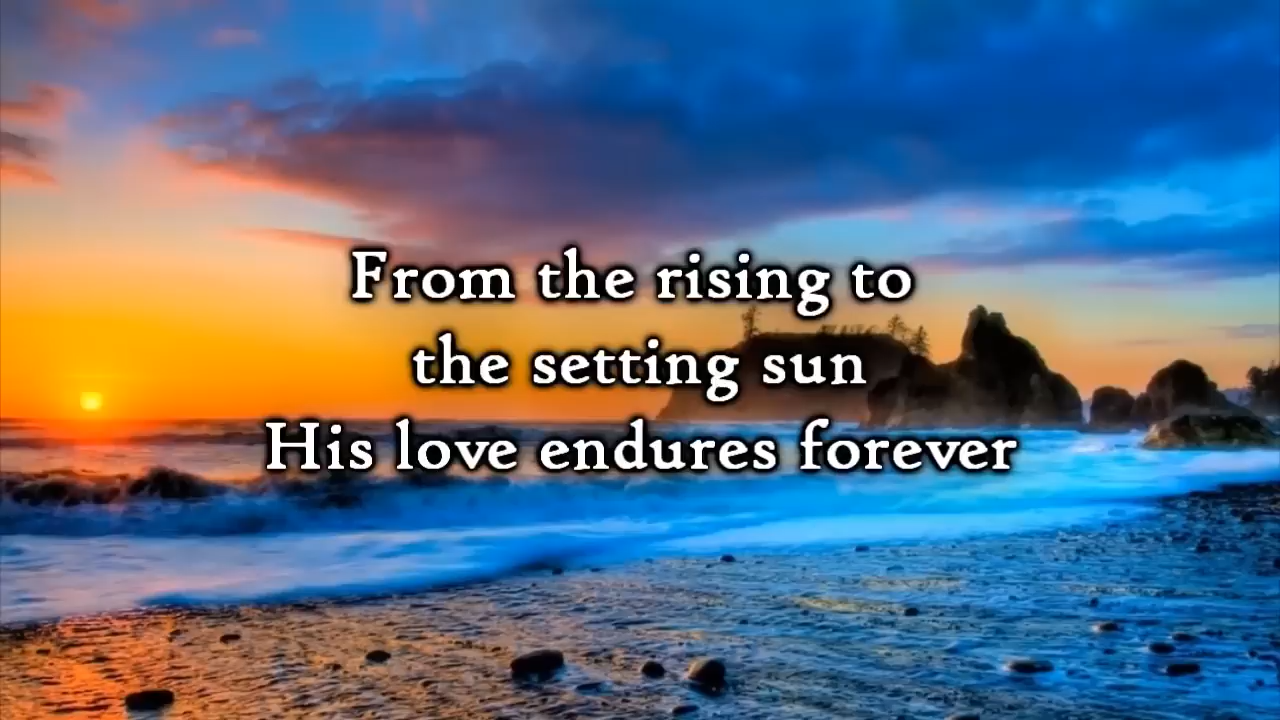 From the rising to
the setting sun
His love endures forever